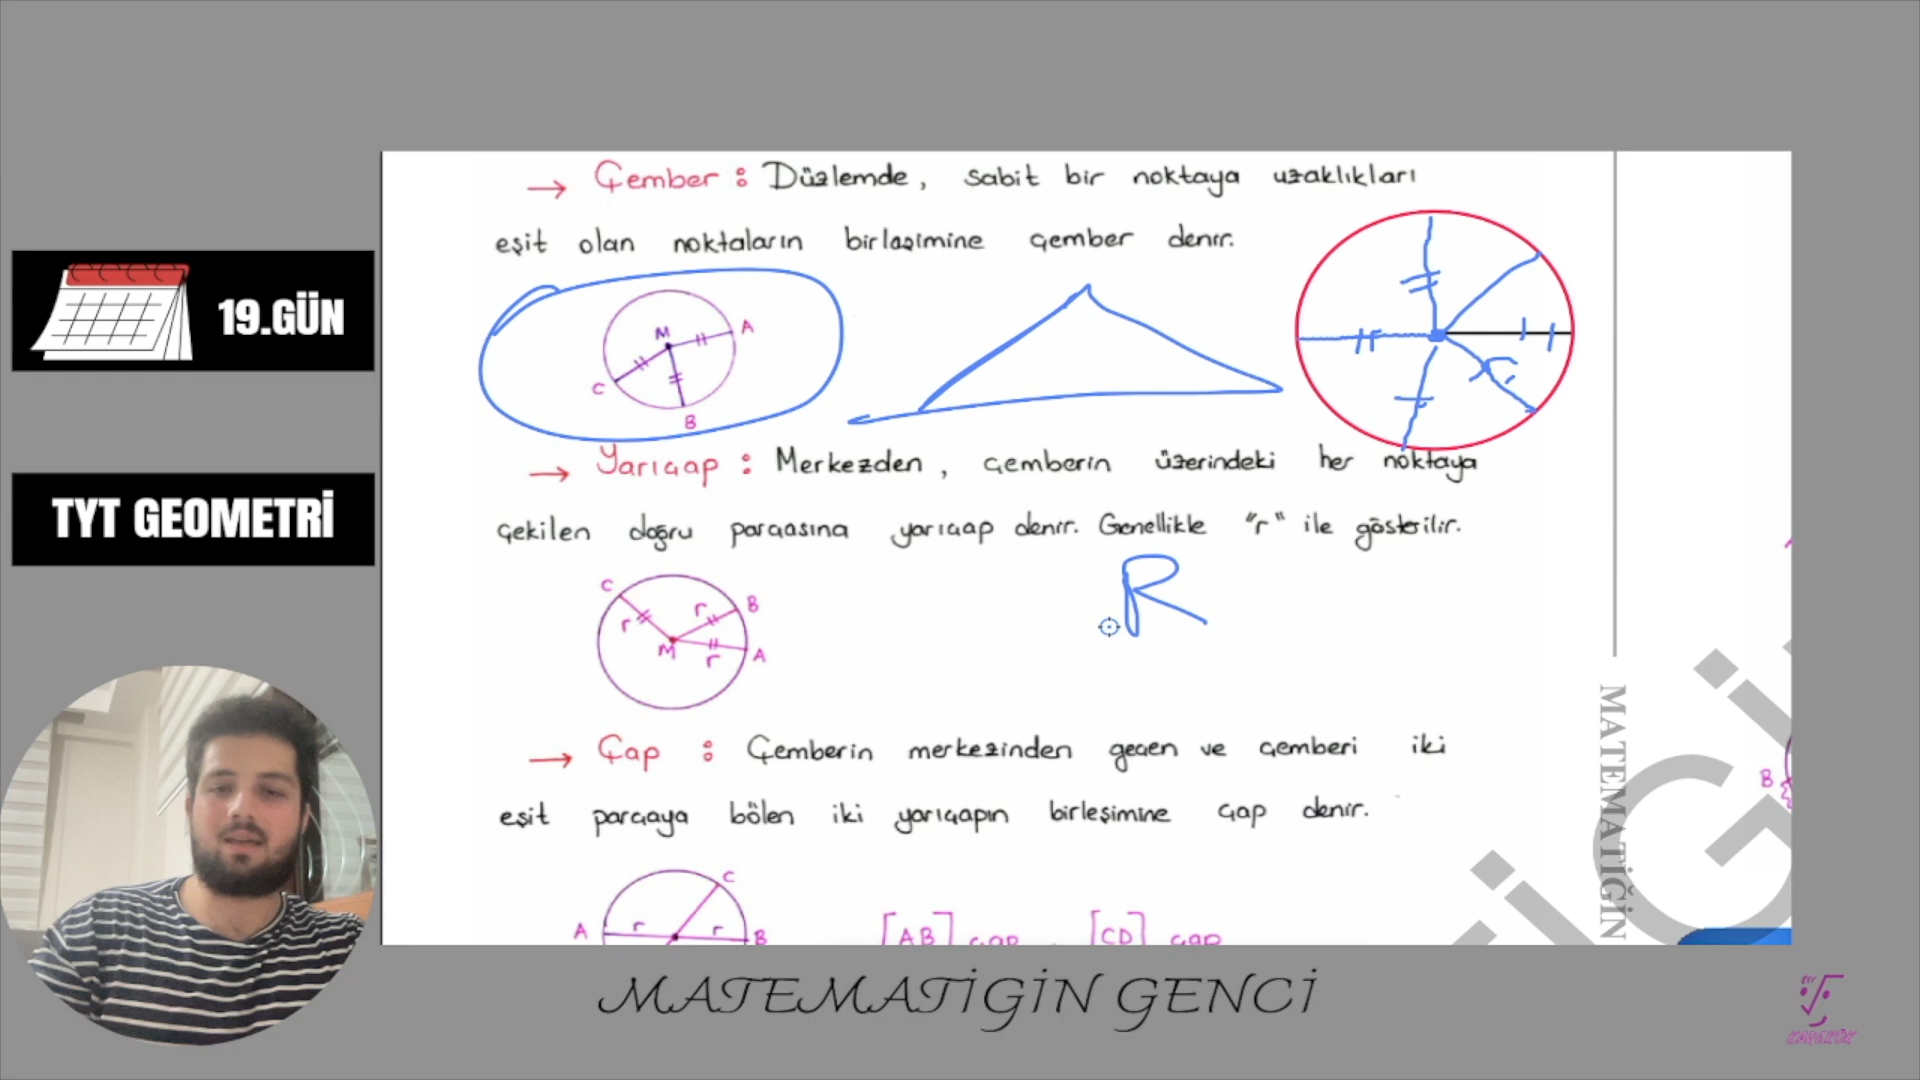 → Çember : Düzlemde, sabit bir noktaya uzaklıkları
eşit olan noktaların birleşimine çember denir.
M
A
C
B
→ Yarıçap : Merkezden, çemberin üzerindeki her noktaya
çekilen doğru parçasına yarıçap denir. Genellikle "r" ile gösterilir.
R
C
r
r
B
M
r
A
→ Çap : Çemberin merkezinden geçen ve çemberi iki
eşit parçaya bölen iki yarıçapın birleşimine çap denir.
C
A
r
r
B
[AB] çap, [CD] çap
B
19.GÜN
TYT GEOMETRİ
MATEMATİĞİN
İĞİ
MATEMATİĞİN GENCİ
KAREKÖK